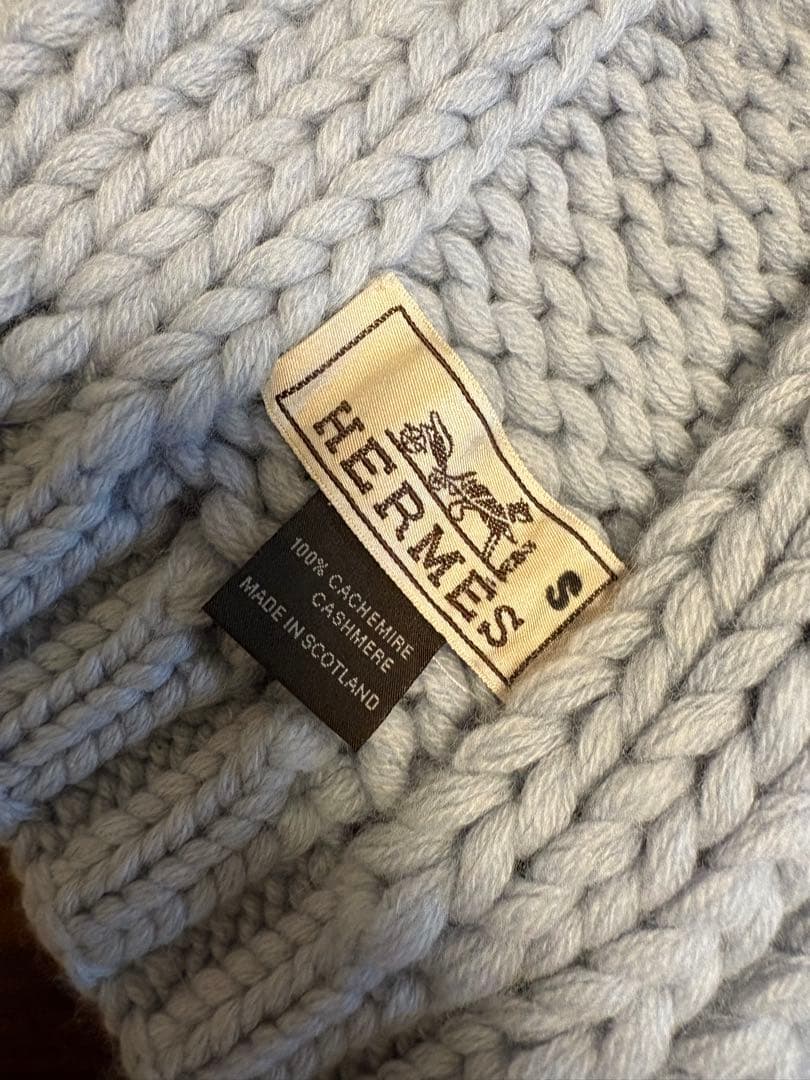 HERMES
S
100% CACHEMIRE
CASHMERE
MADE IN SCOTLAND